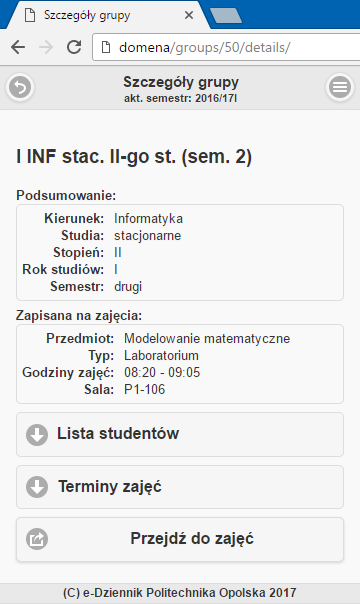 Szczegóły grupy
domena/groups/50/details/
Szczegóły grupy
akt. semestr: 2016/17l
I INF stac. II-go st. (sem. 2)
Podsumowanie:
Kierunek: Informatyka
Studia: stacjonarne
Stopień: II
Rok studiów: I
Semestr: drugi
Zapisana na zajęcia:
Przedmiot: Modelowanie matematyczne
Typ: Laboratorium
Godziny zajęć: 08:20 - 09:05
Sala: P1-106
Lista studentów
Terminy zajęć
Przejdź do zajęć
(C) e-Dziennik Politechnika Opolska 2017